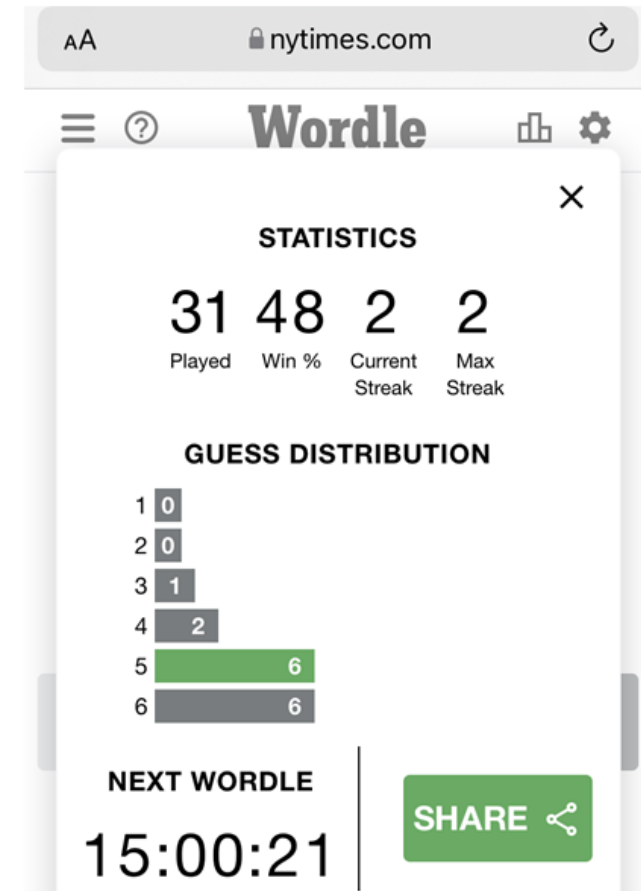 AA nytimes.com
? Wordle
STATISTICS
31 48 2 2
Played Win % Current Max
Streak Streak
GUESS DISTRIBUTION
1 0
2 0
3 1
4 2
5 6
6 6
NEXT WORDLE
SHARE
15:00:21